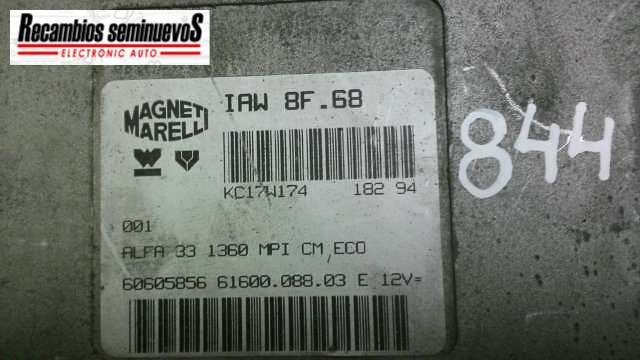 Recambios seminuevos
ELECTRONIC AUTO
MAGNETI
MARELLI
IAW 8F.68
KC17W174 182 94
844
001
ALFA 33 1360 MPI CM,ECO
60605856 61600.088.03 E 12V=